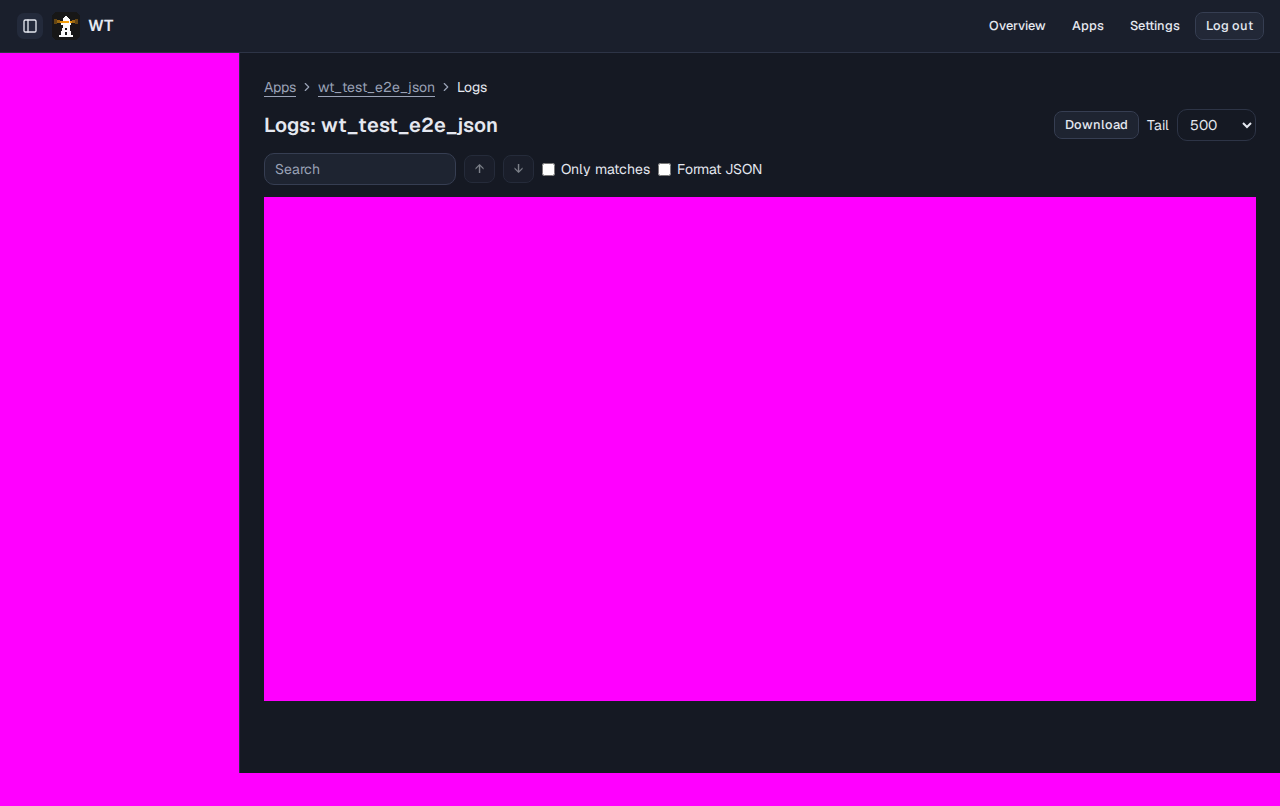 WT
Overview
Apps
Settings
Log out
Apps > wt_test_e2e_json > Logs
Logs: wt_test_e2e_json
Download
Tail
500
Search
↑
↓
Only matches
Format JSON